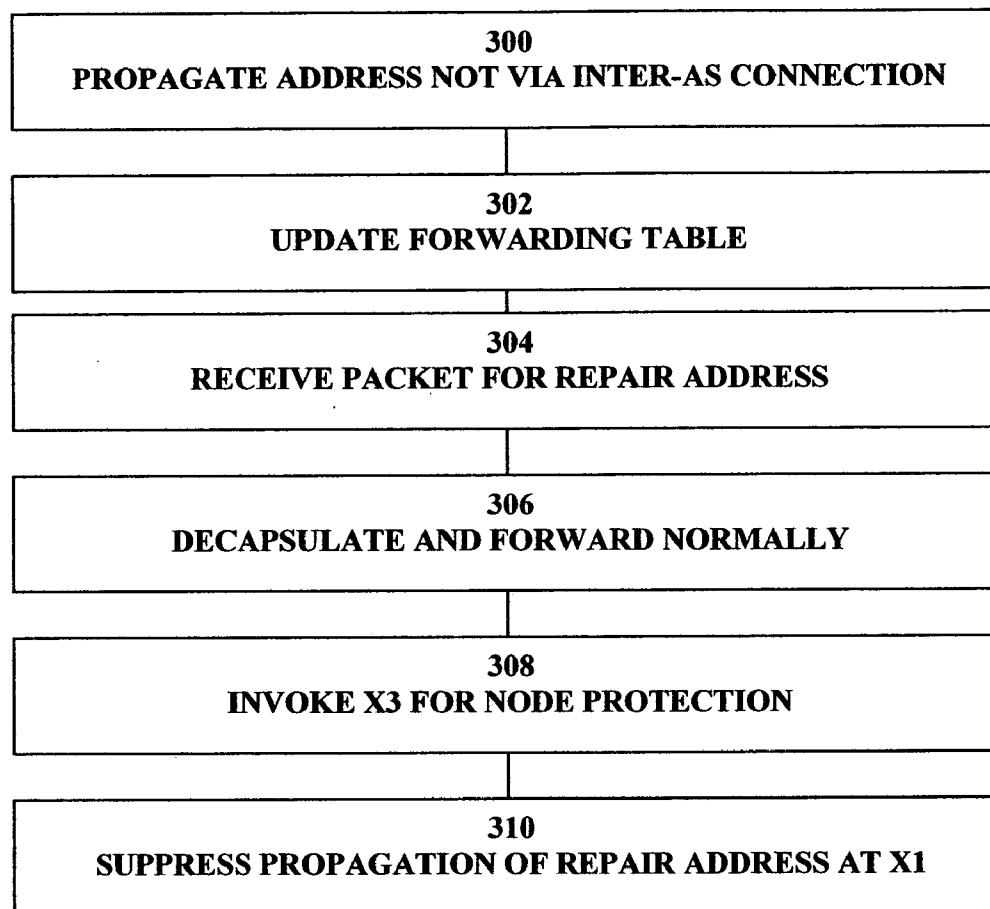 300
PROPAGATE ADDRESS NOT VIA INTER-AS CONNECTION
302
UPDATE FORWARDING TABLE
304
RECEIVE PACKET FOR REPAIR ADDRESS
306
DECAPSULATE AND FORWARD NORMALLY
308
INVOKE X3 FOR NODE PROTECTION
310
SUPPRESS PROPAGATION OF REPAIR ADDRESS AT X1